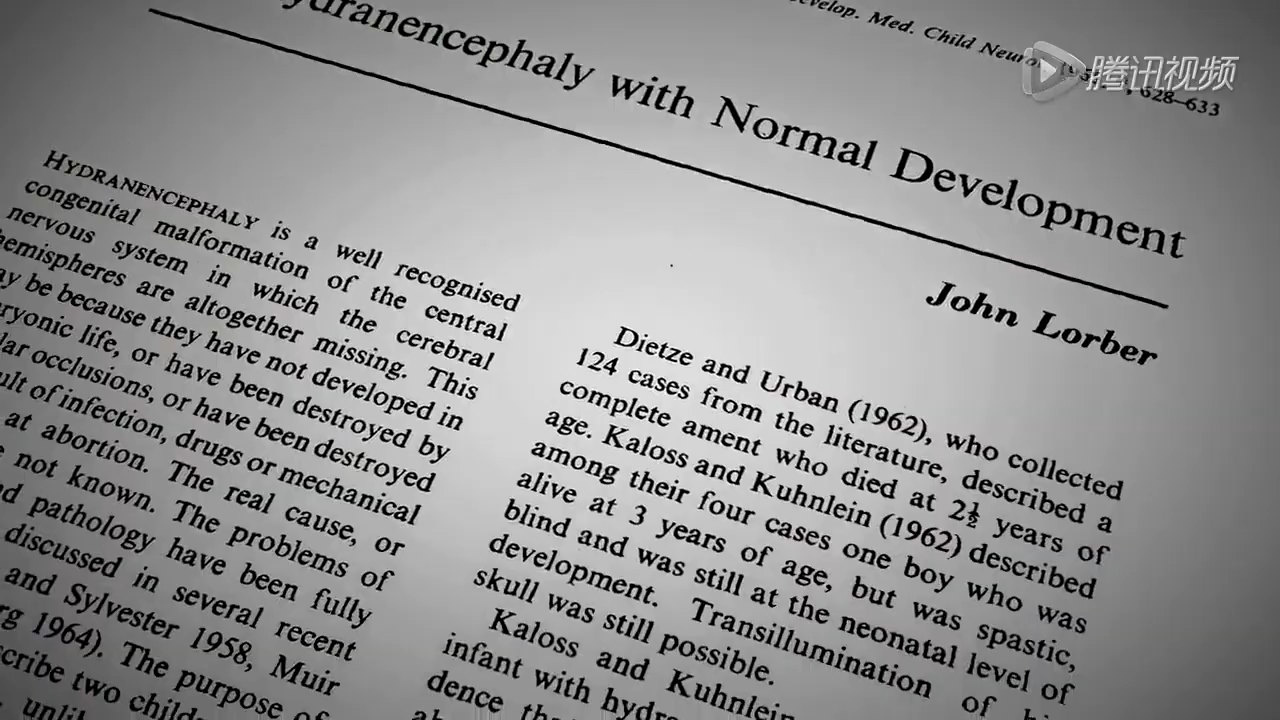 Develop. Med. Child Neurol. 628–633
腾讯视频
Hydranencephaly with Normal Development
John Lorber
HYDRANENCEPHALY is a well recognised
congenital malformation of the central
nervous system in which the cerebral
hemispheres are altogether missing. This
may be because they have not developed in
embryonic life, or have been destroyed by
occlusions, or have been destroyed
of infection, drugs or mechanical
at abortion. The real cause, or
not known. The problems of
pathology have been fully
discussed in several recent
and Sylvester 1958, Muir
1964). The purpose of
describe two
Dietze and Urban (1962), who collected
124 cases from the literature, described a
complete ament who died at 2½ years of
age. Kaloss and Kuhnlein (1962) described
among their four cases one boy who was
alive at 3 years of age, but was spastic,
blind and was still at the neonatal level of
development. Transillumination of
skull was still possible.
Kaloss and Kuhnlein
infant with